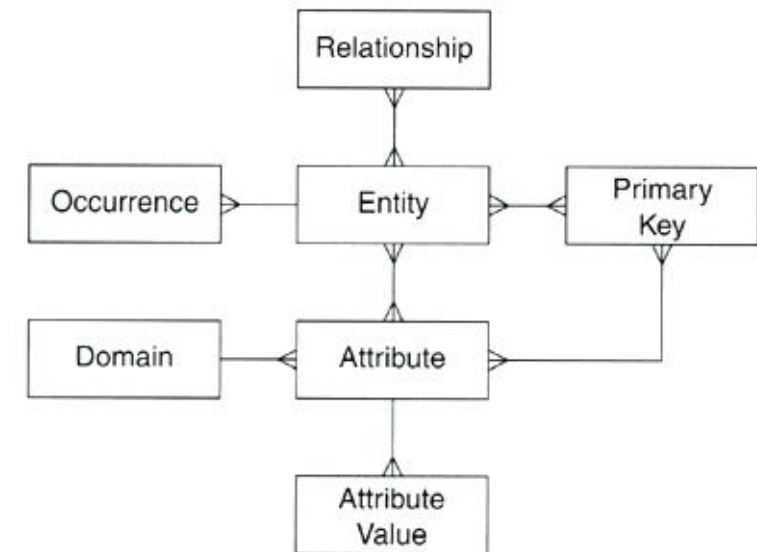 Relationship
Occurrence
Entity
Primary
Key
Domain
Attribute
Attribute
Value